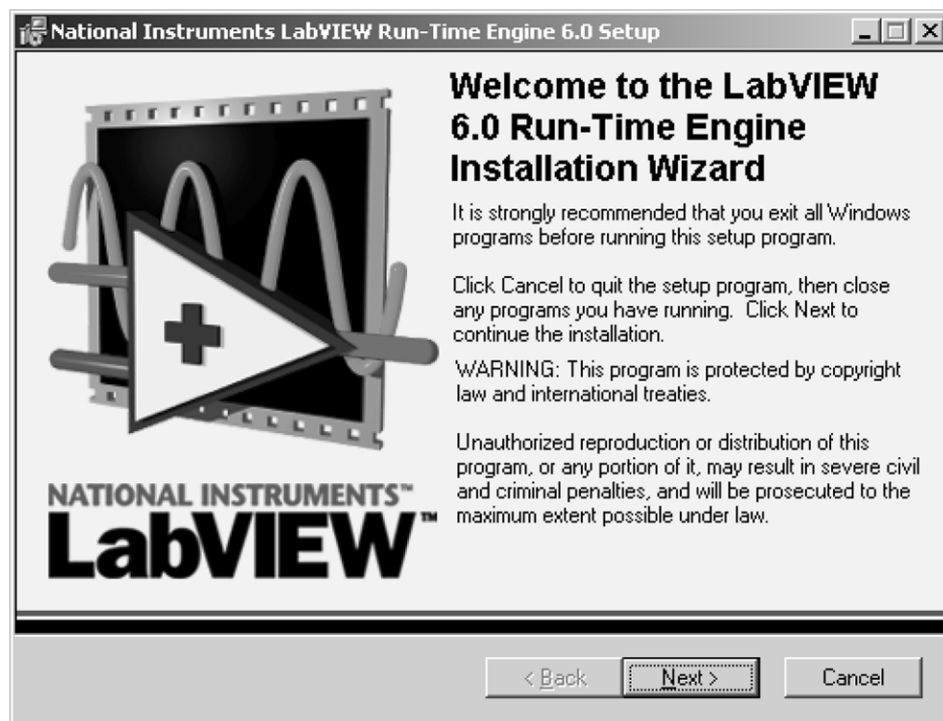 National Instruments LabVIEW Run-Time Engine 6.0 Setup
Welcome to the LabVIEW
6.0 Run-Time Engine
Installation Wizard
It is strongly recommended that you exit all Windows
programs before running this setup program.
Click Cancel to quit the setup program, then close
any programs you have running. Click Next to
continue the installation.
WARNING: This program is protected by copyright
law and international treaties.
Unauthorized reproduction or distribution of this
program, or any portion of it, may result in severe civil
and criminal penalties, and will be prosecuted to the
maximum extent possible under law.
NATIONAL INSTRUMENTS™
LabVIEW™
< Back
Next >
Cancel